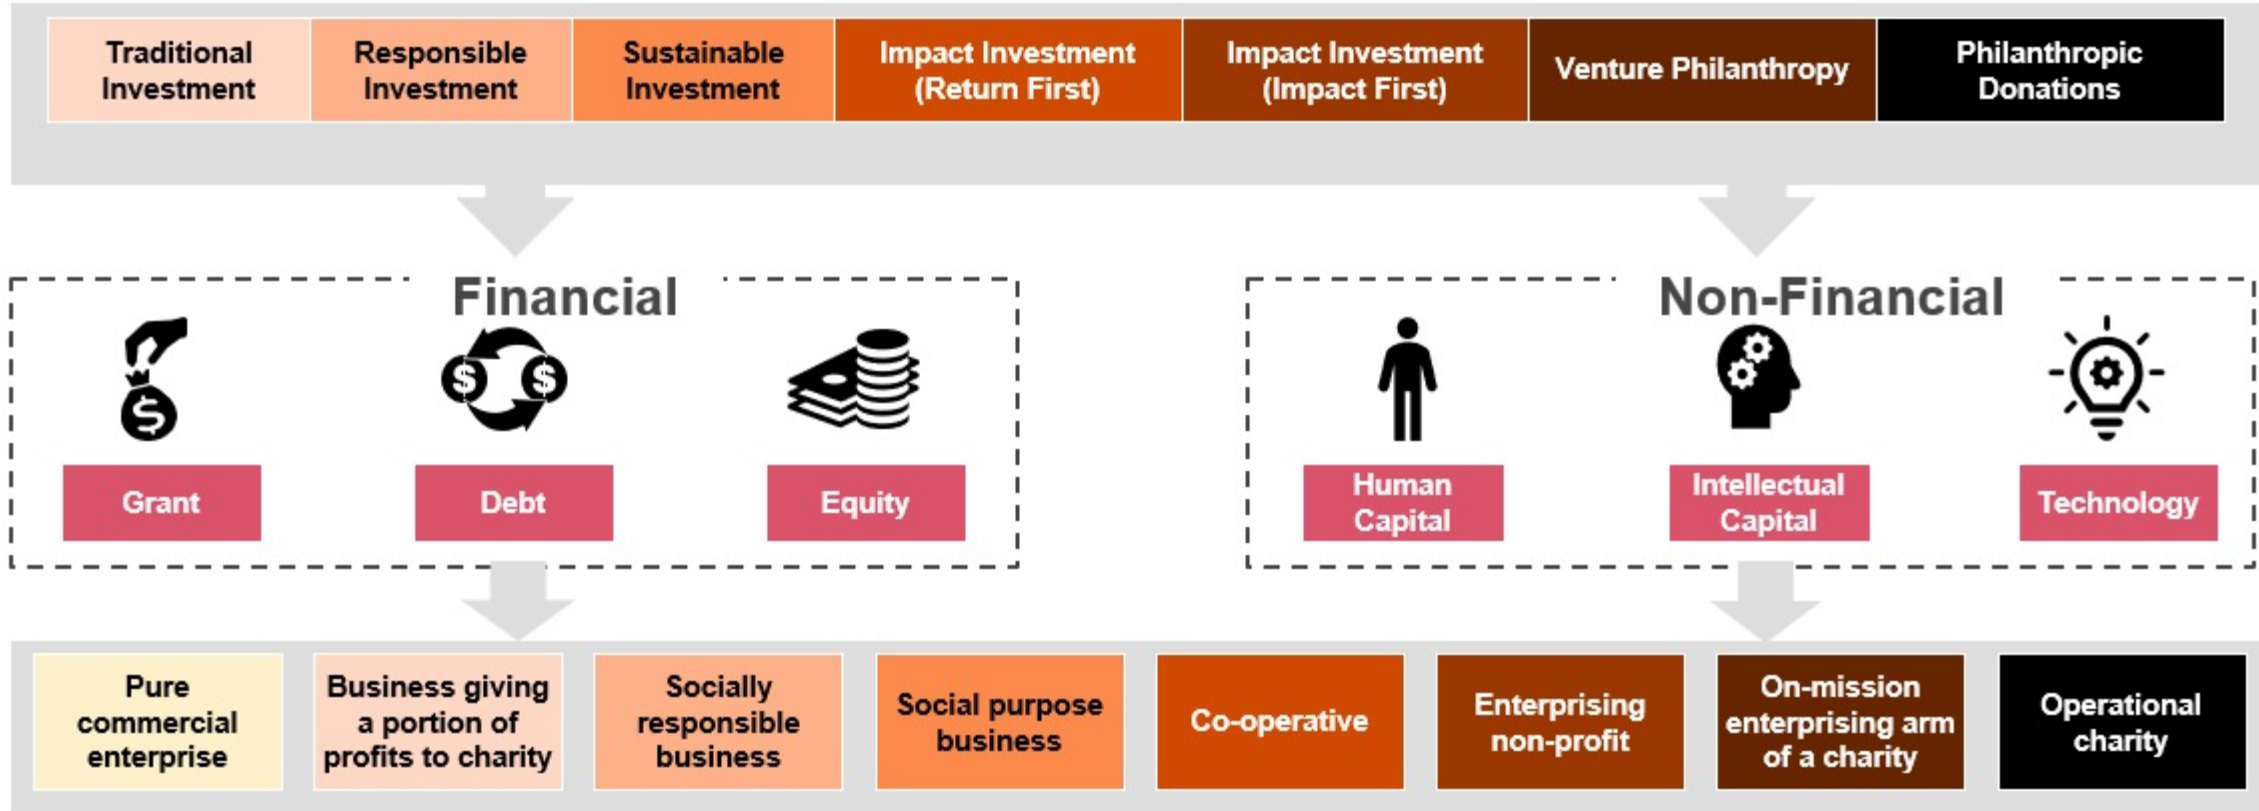 Traditional
Investment
Responsible
Investment
Sustainable
Investment
Impact Investment
(Return First)
Impact Investment
(Impact First)
Venture Philanthropy
Philanthropic
Donations
Financial
$
$ $
Grant
Debt
Equity
Non-Financial
Human
Capital
Intellectual
Capital
Technology
Pure
commercial
enterprise
Business giving
a portion of
profits to charity
Socially
responsible
business
Social purpose
business
Co-operative
Enterprising
non-profit
On-mission
enterprising arm
of a charity
Operational
charity